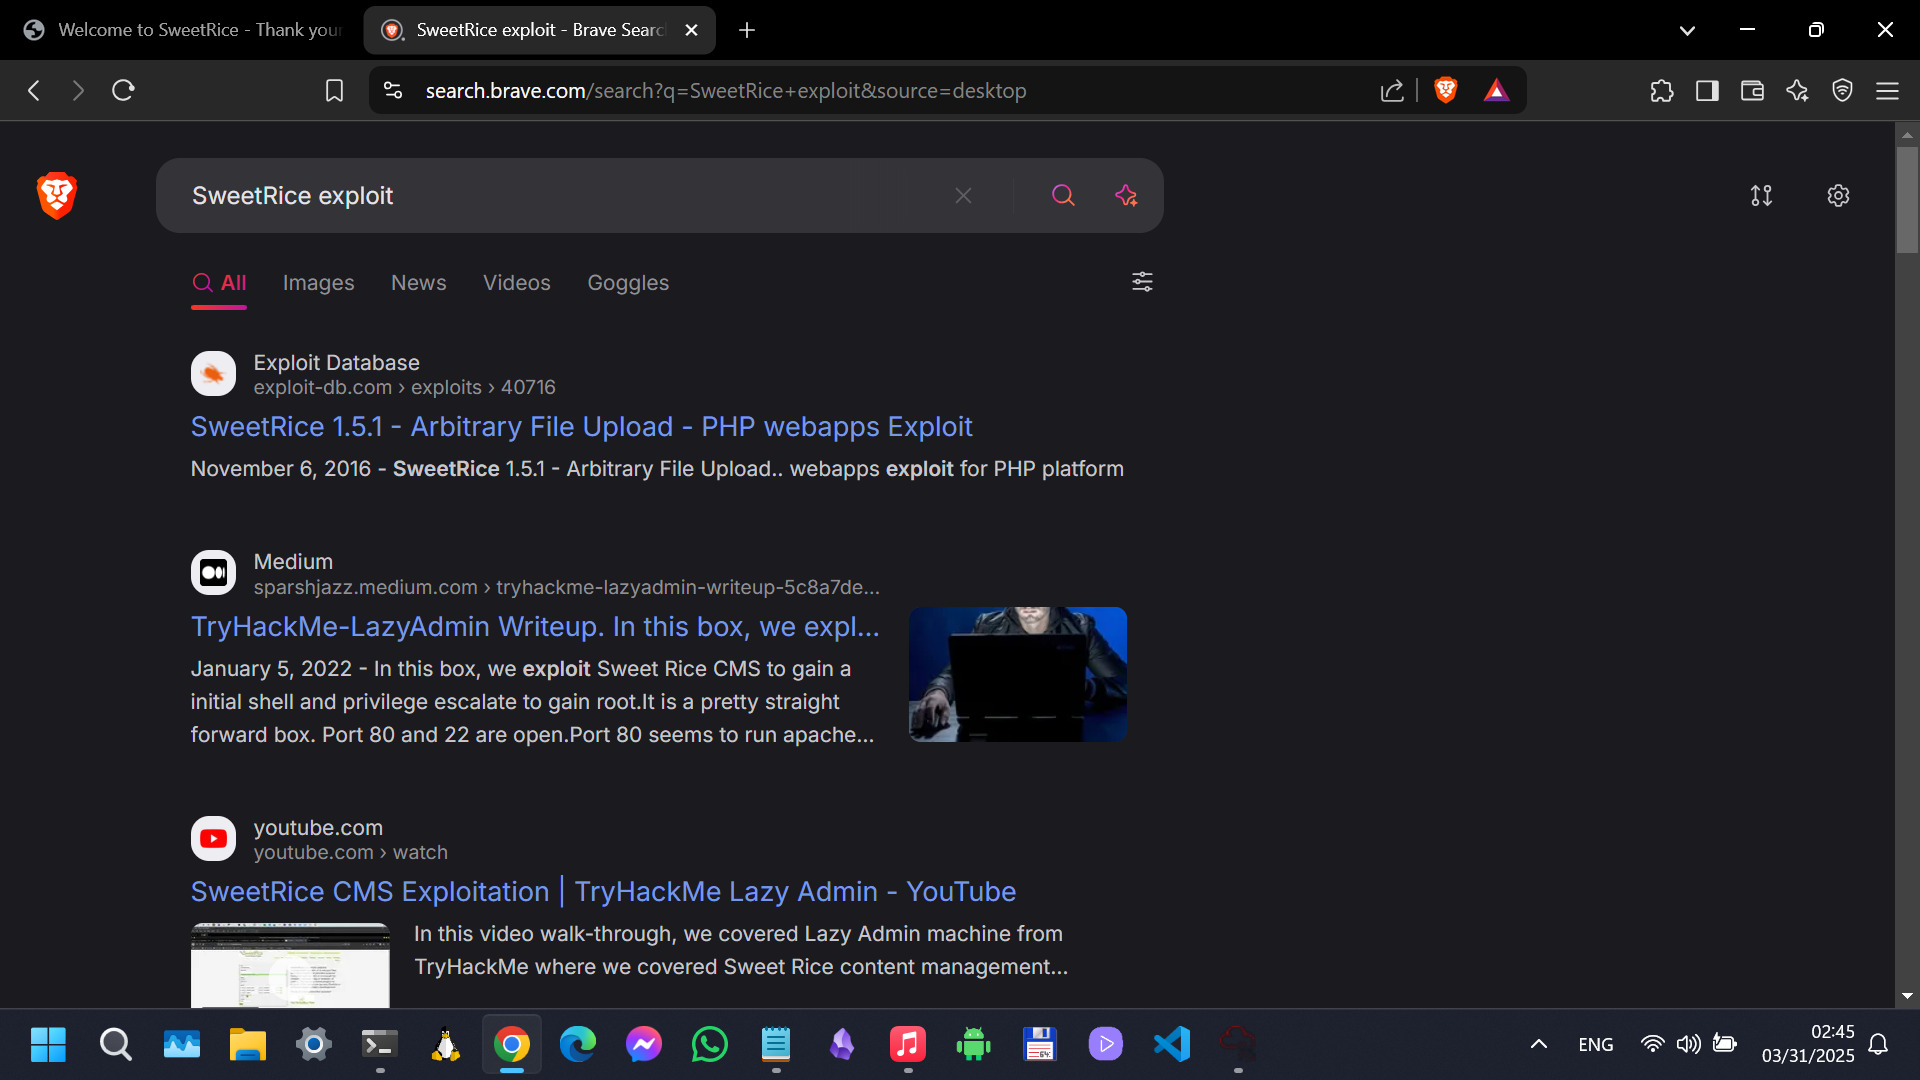 Welcome to SweetRice - Thank your
SweetRice exploit - Brave Searc
search.brave.com/search?q=SweetRice+exploit&source=desktop
SweetRice exploit
All Images News Videos Goggles
Exploit Database
exploit-db.com › exploits › 40716
SweetRice 1.5.1 - Arbitrary File Upload - PHP webapps Exploit
November 6, 2016 - SweetRice 1.5.1 - Arbitrary File Upload.. webapps exploit for PHP platform
Medium
sparshjazz.medium.com › tryhackme-lazyadmin-writeup-5c8a7de...
TryHackMe-LazyAdmin Writeup. In this box, we expl...
January 5, 2022 - In this box, we exploit Sweet Rice CMS to gain a
initial shell and privilege escalate to gain root.It is a pretty straight
forward box. Port 80 and 22 are open.Port 80 seems to run apache...
youtube.com
youtube.com › watch
SweetRice CMS Exploitation | TryHackMe Lazy Admin - YouTube
In this video walk-through, we covered Lazy Admin machine from
TryHackMe where we covered Sweet Rice content management...
64
ENG
02:45
03/31/2025